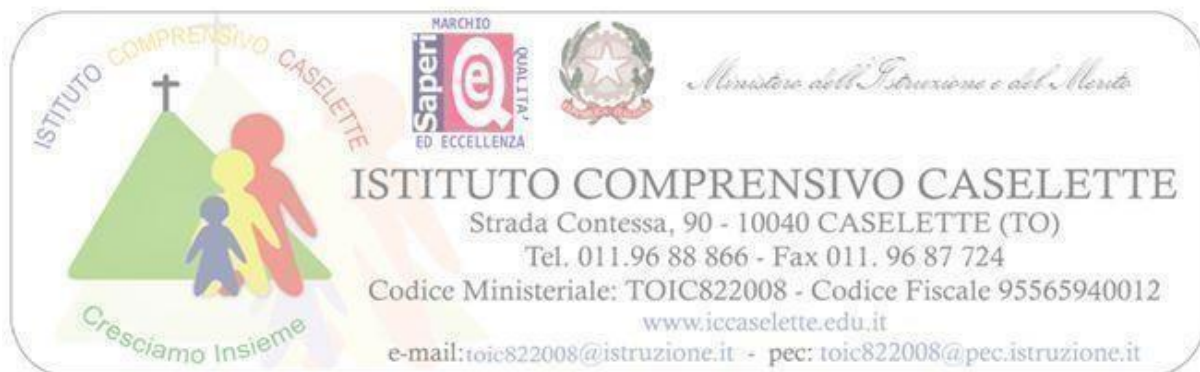 ISTITUTO COMPRENSIVO CASELETTE
Cresciamo Insieme
MARCHIO
Saperi
e
QUALITA'
ED ECCELLENZA
Ministero dell'Istruzione e del Merito
ISTITUTO COMPRENSIVO CASELETTE
Strada Contessa, 90 - 10040 CASELETTE (TO)
Tel. 011.96 88 866 - Fax 011. 96 87 724
Codice Ministeriale: TOIC822008 - Codice Fiscale 95565940012
www.iccaselette.edu.it
e-mail:toic822008@istruzione.it - pec: toic822008@pec.istruzione.it